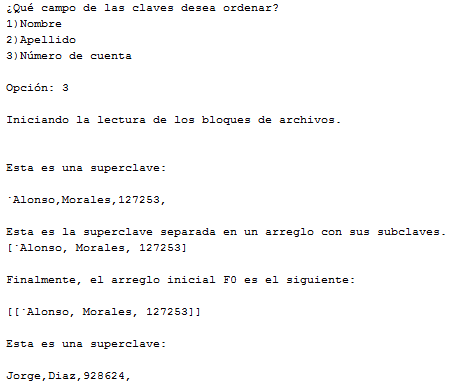 ¿Qué campo de las claves desea ordenar?
1)Nombre
2)Apellido
3)Número de cuenta
Opción: 3
Iniciando la lectura de los bloques de archivos.
Esta es una superclave:
˙Alonso,Morales,127253,
Esta es la superclave separada en un arreglo con sus subclaves.
[˙Alonso, Morales, 127253]
Finalmente, el arreglo inicial F0 es el siguiente:
[[˙Alonso, Morales, 127253]]
Esta es una superclave:
Jorge,Diaz,928624,